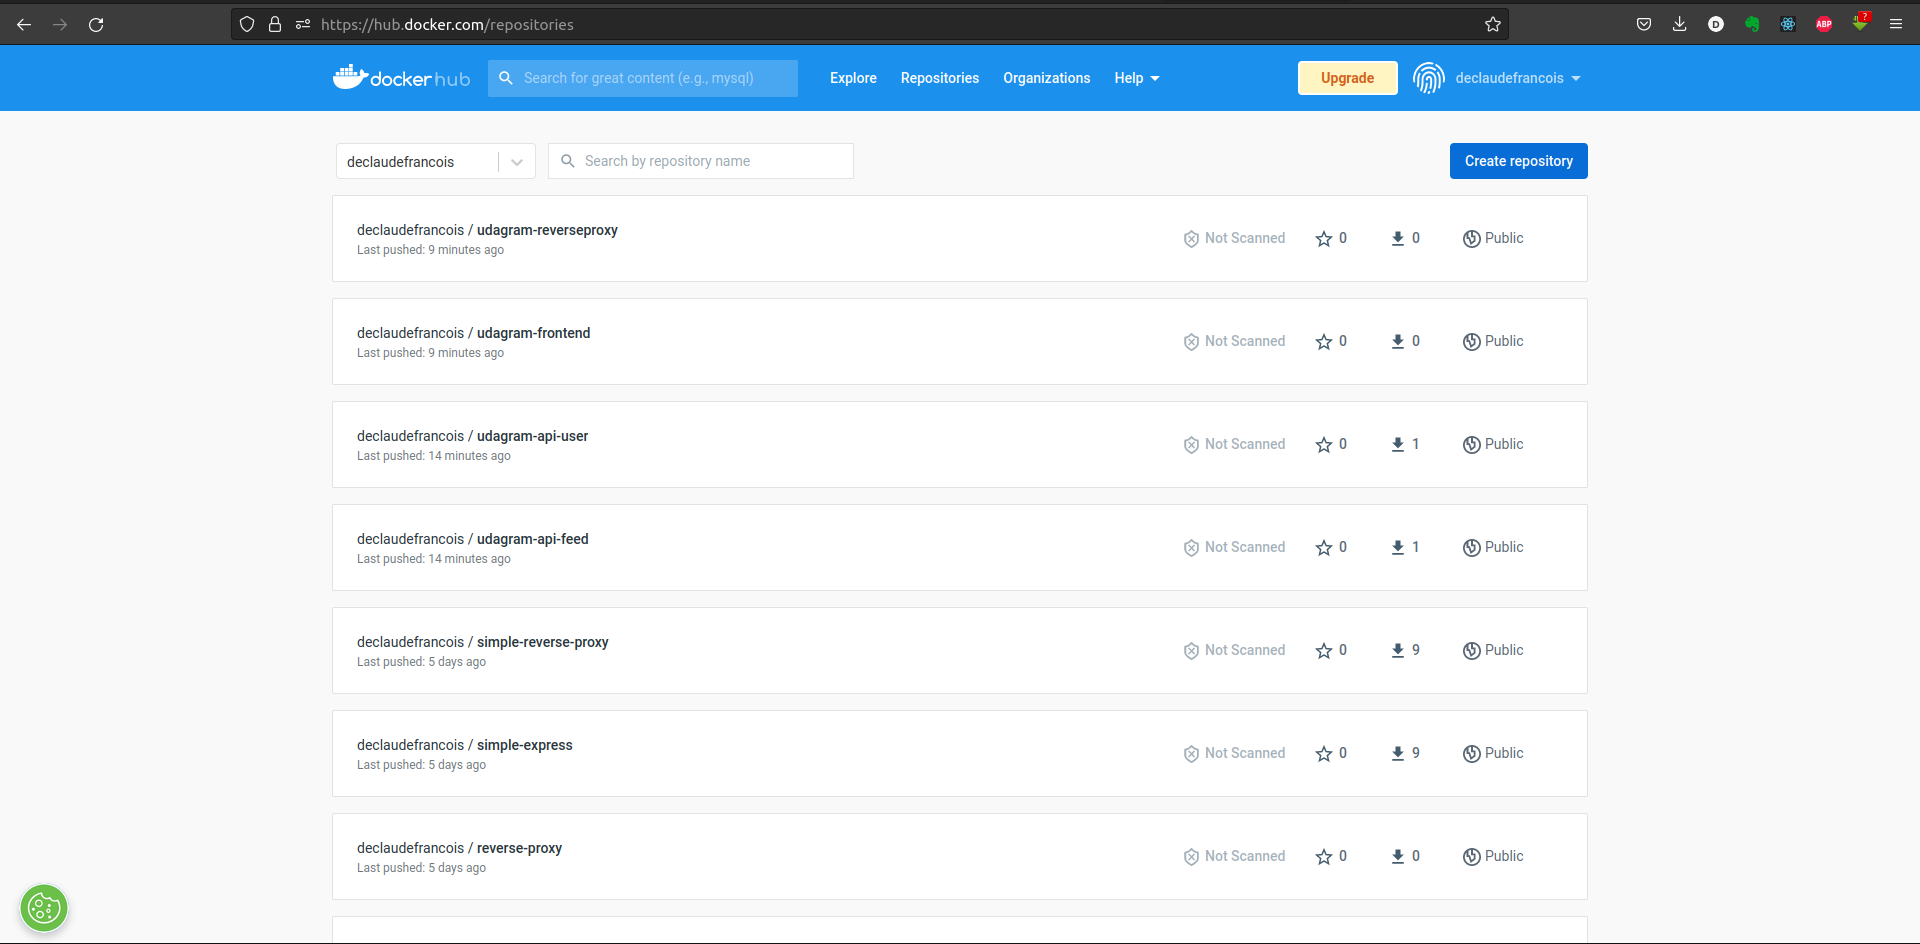 https://hub.docker.com/repositories
D
ABP
?
docker hub
Search for great content (e.g., mysql)
Explore
Repositories
Organizations
Help
Upgrade
declaudefrancois
declaudefrancois
Search by repository name
Create repository
declaudefrancois / udagram-reverseproxy
Last pushed: 9 minutes ago
Not Scanned
0
0
Public
declaudefrancois / udagram-frontend
Last pushed: 9 minutes ago
Not Scanned
0
0
Public
declaudefrancois / udagram-api-user
Last pushed: 14 minutes ago
Not Scanned
0
1
Public
declaudefrancois / udagram-api-feed
Last pushed: 14 minutes ago
Not Scanned
0
1
Public
declaudefrancois / simple-reverse-proxy
Last pushed: 5 days ago
Not Scanned
0
9
Public
declaudefrancois / simple-express
Last pushed: 5 days ago
Not Scanned
0
9
Public
declaudefrancois / reverse-proxy
Last pushed: 5 days ago
Not Scanned
0
0
Public